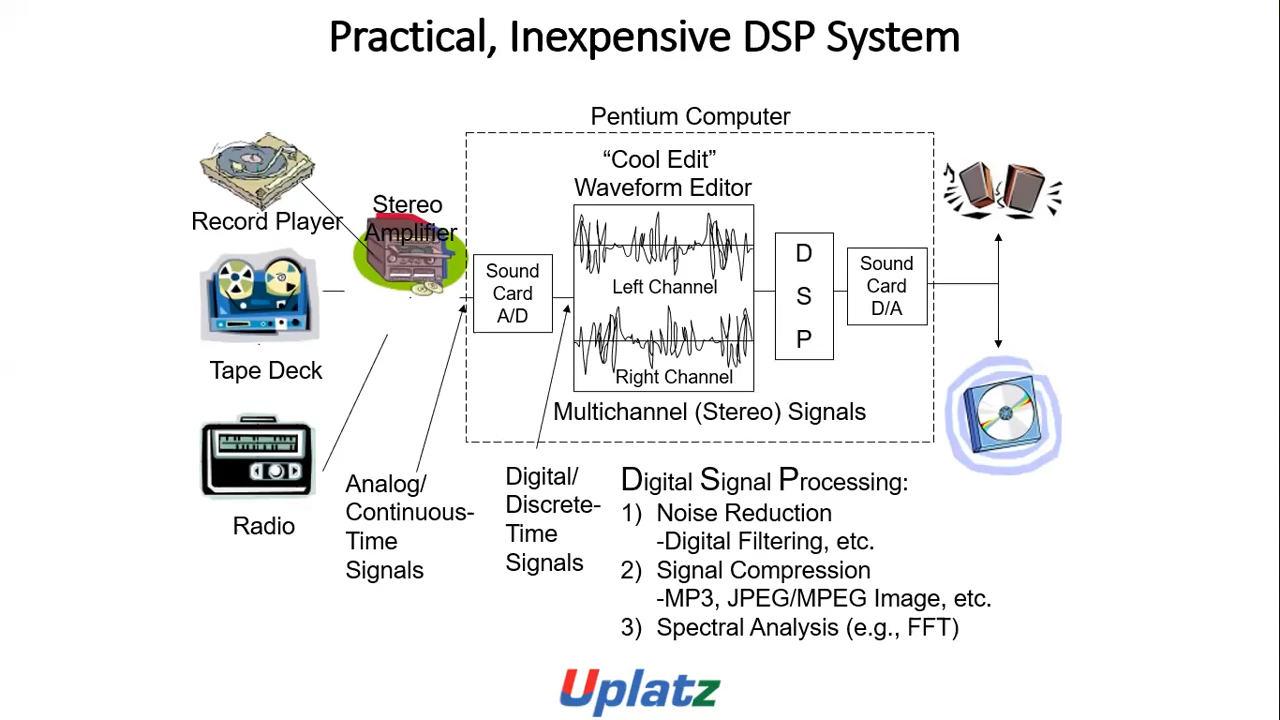 Practical, Inexpensive DSP System
Pentium Computer
"Cool Edit"
Waveform Editor
Record Player
Stereo
Amplifier
Sound
Card
A/D
Left Channel
Right Channel
D
S
P
Sound
Card
D/A
Tape Deck
Multichannel (Stereo) Signals
Radio
Analog/
Continuous-
Time
Signals
Digital/
Discrete-
Time
Signals
Digital Signal Processing:
1) Noise Reduction
-Digital Filtering, etc.
2) Signal Compression
-MP3, JPEG/MPEG Image, etc.
3) Spectral Analysis (e.g., FFT)
Uplatz